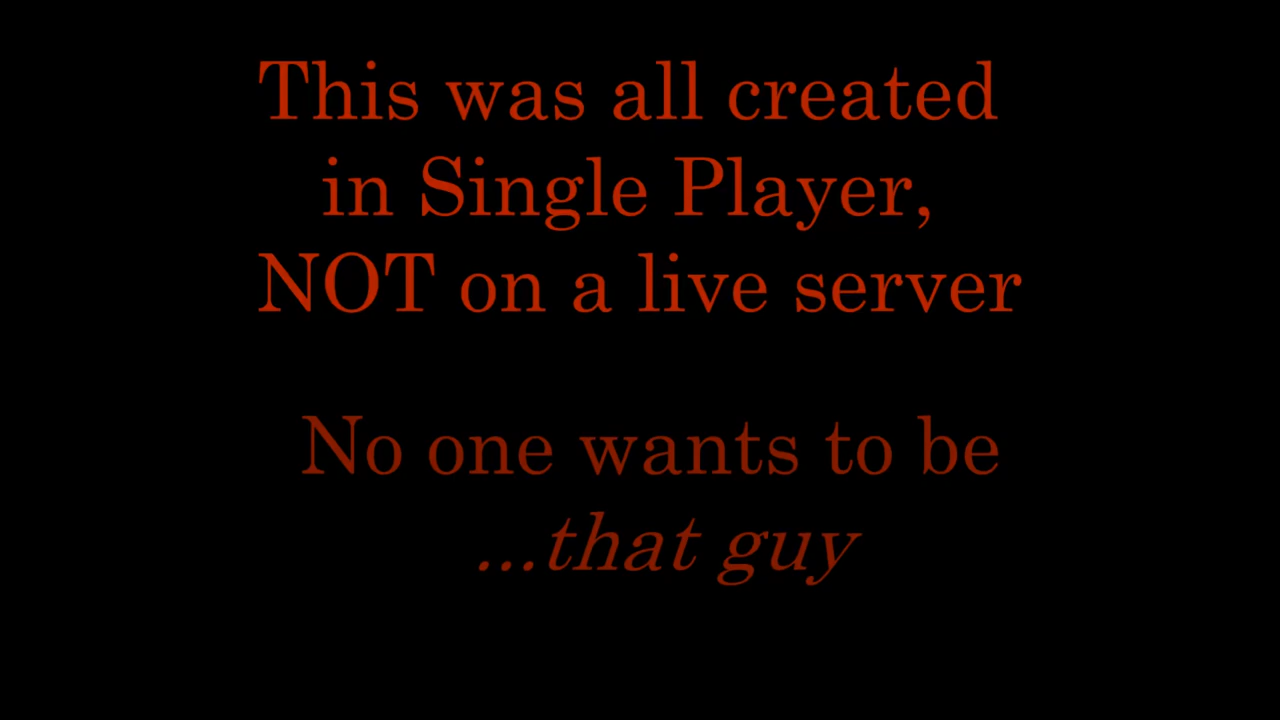 This was all created
in Single Player,
NOT on a live server
No one wants to be
...that guy